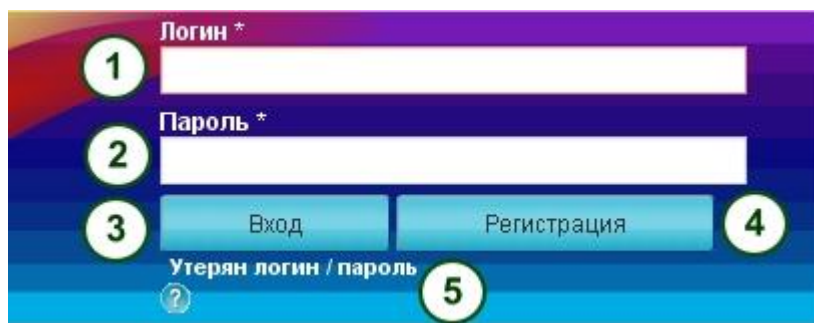 Логин *
1
Пароль *
2
3 Вход Регистрация 4
Утерян логин / пароль
5
?